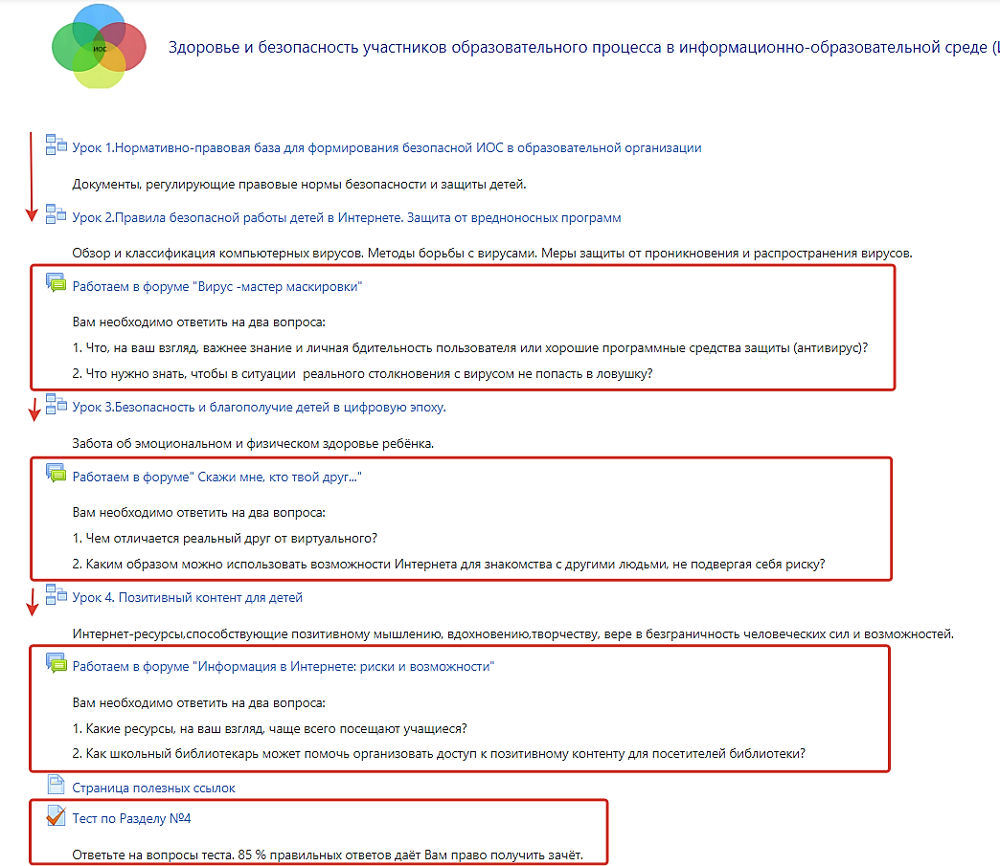 ИОС
Здоровье и безопасность участников образовательного процесса в информационно-образовательной среде (
Урок 1.Нормативно-правовая база для формирования безопасной ИОС в образовательной организации
Документы, регулирующие правовые нормы безопасности и защиты детей.
Урок 2.Правила безопасной работы детей в Интернете. Защита от вредноносных программ
Обзор и классификация компьютерных вирусов. Методы борьбы с вирусами. Меры защиты от проникновения и распространения вирусов.
Работаем в форуме "Вирус -мастер маскировки"
Вам необходимо ответить на два вопроса:
1. Что, на ваш взгляд, важнее знание и личная бдительность пользователя или хорошие программные средства защиты (антивирус)?
2. Что нужно знать, чтобы в ситуации  реального столкновения с вирусом не попасть в ловушку?
Урок 3.Безопасность и благополучие детей в цифровую эпоху.
Забота об эмоциональном и физическом здоровье ребёнка.
Работаем в форуме" Скажи мне, кто твой друг..."
Вам необходимо ответить на два вопроса:
1. Чем отличается реальный друг от виртуального?
2. Каким образом можно использовать возможности Интернета для знакомства с другими людьми, не подвергая себя риску?
Урок 4. Позитивный контент для детей
Интернет-ресурсы,способствующие позитивному мышлению, вдохновению,творчеству, вере в безграничность человеческих сил и возможностей.
Работаем в форуме "Информация в Интернете: риски и возможности"
Вам необходимо ответить на два вопроса:
1. Какие ресурсы, на ваш взгляд, чаще всего посещают учащиеся?
2. Как школьный библиотекарь может помочь организовать доступ к позитивному контенту для посетителей библиотеки?
Страница полезных ссылок
Тест по Разделу №4
Ответьте на вопросы теста. 85 % правильных ответов даёт Вам право получить зачёт.